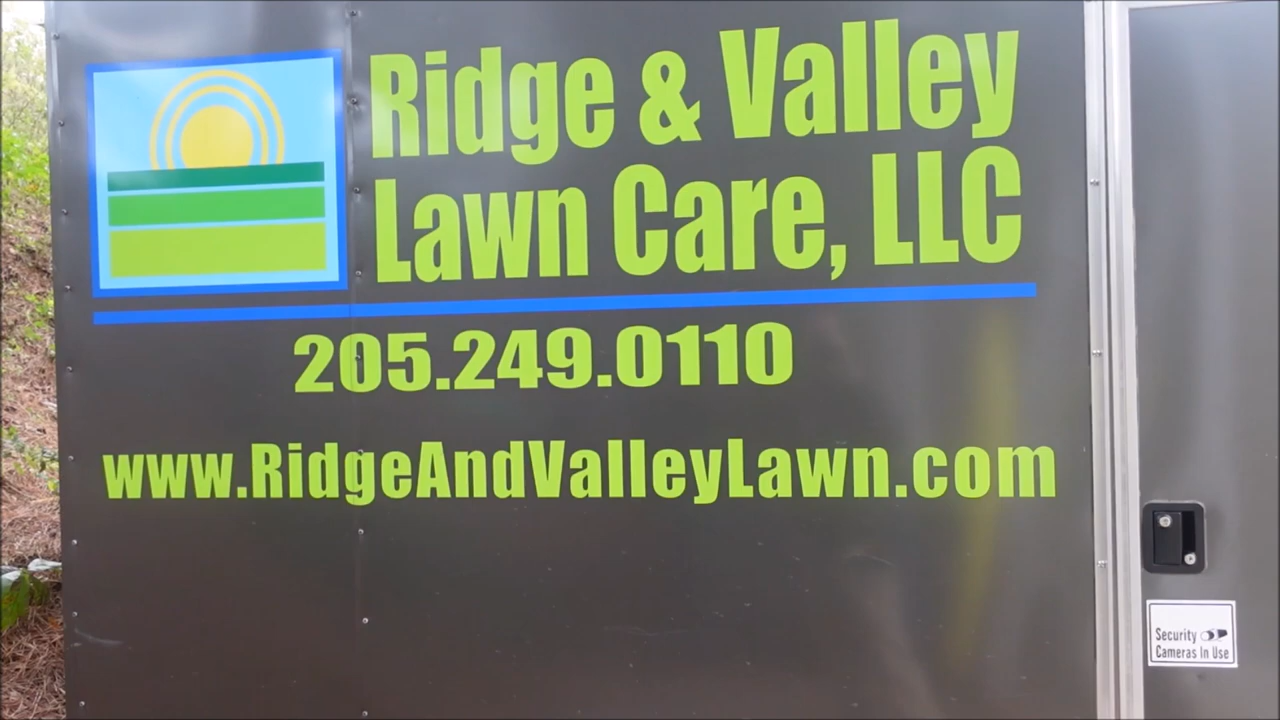 Ridge & Valley
Lawn Care, LLC
205.249.0110
www.RidgeAndValleyLawn.com
Security
Cameras In Use